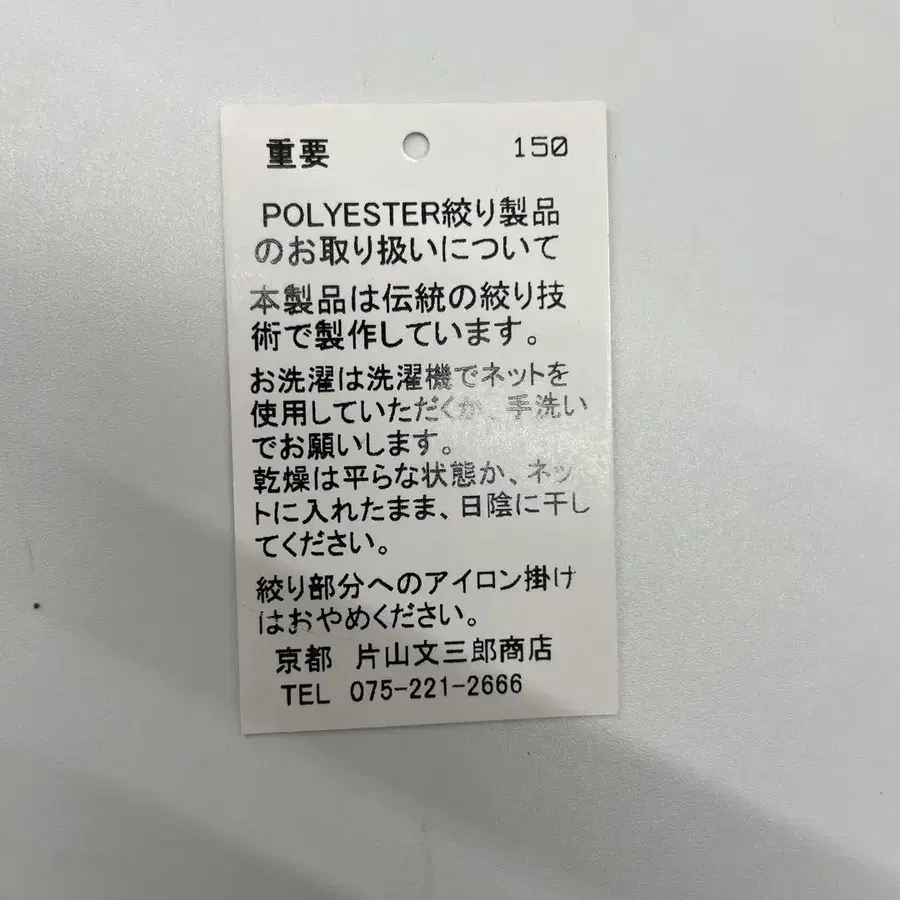 重要 150
POLYESTER絞り製品
のお取り扱いについて
本製品は伝統の絞り技
術で製作しています。
お洗濯は洗濯機でネットを
使用していただくか、手洗い
でお願いします。
乾燥は平らな状態か、ネッ
トに入れたまま、日陰に干し
てください。
絞り部分へのアイロン掛け
はおやめください。
京都 片山文三郎商店
TEL 075-221-2666